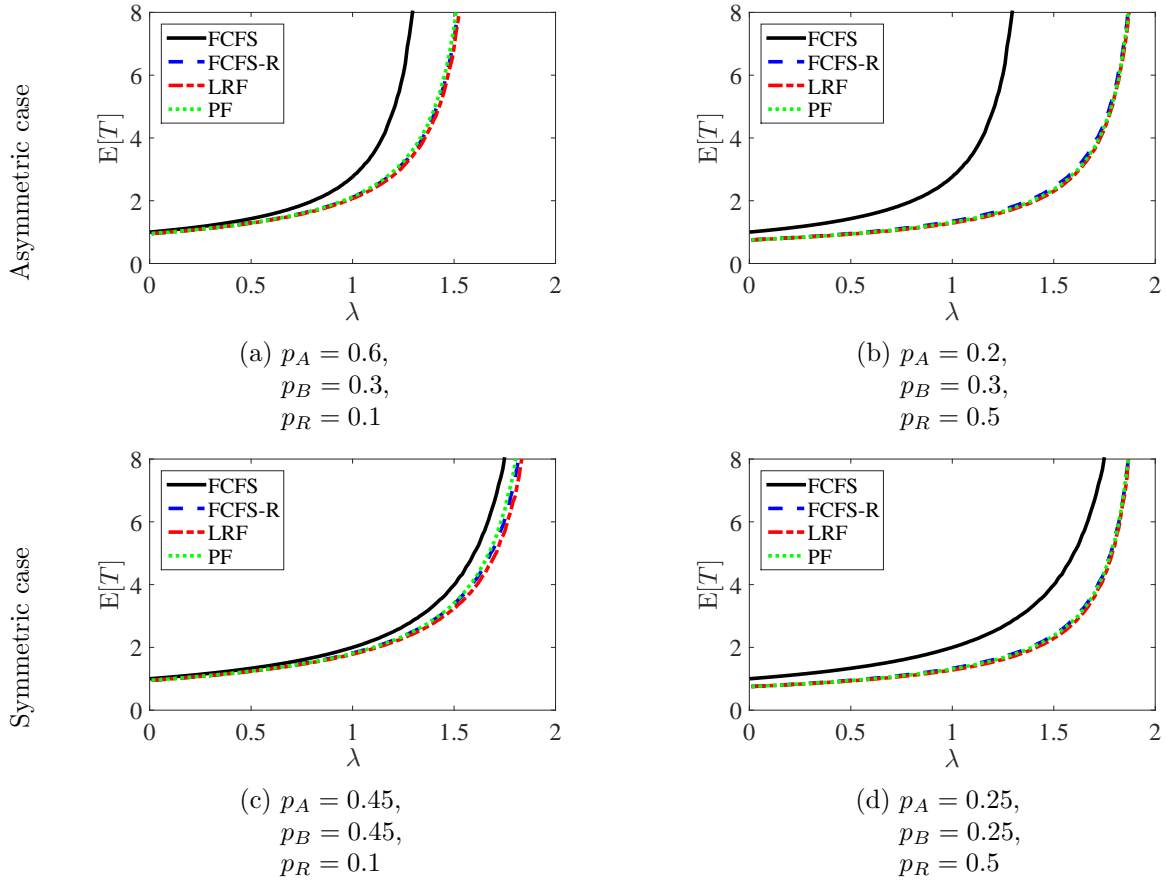 Asymmetric case
E[T]
8
6
4
2
0
FCFS
FCFS-R
LRF
PF
0 0.5 1 1.5 2
λ
(a) p_A = 0.6,
p_B = 0.3,
p_R = 0.1
E[T]
8
6
4
2
0
FCFS
FCFS-R
LRF
PF
0 0.5 1 1.5 2
λ
(b) p_A = 0.2,
p_B = 0.3,
p_R = 0.5
Symmetric case
E[T]
8
6
4
2
0
FCFS
FCFS-R
LRF
PF
0 0.5 1 1.5 2
λ
(c) p_A = 0.45,
p_B = 0.45,
p_R = 0.1
E[T]
8
6
4
2
0
FCFS
FCFS-R
LRF
PF
0 0.5 1 1.5 2
λ
(d) p_A = 0.25,
p_B = 0.25,
p_R = 0.5